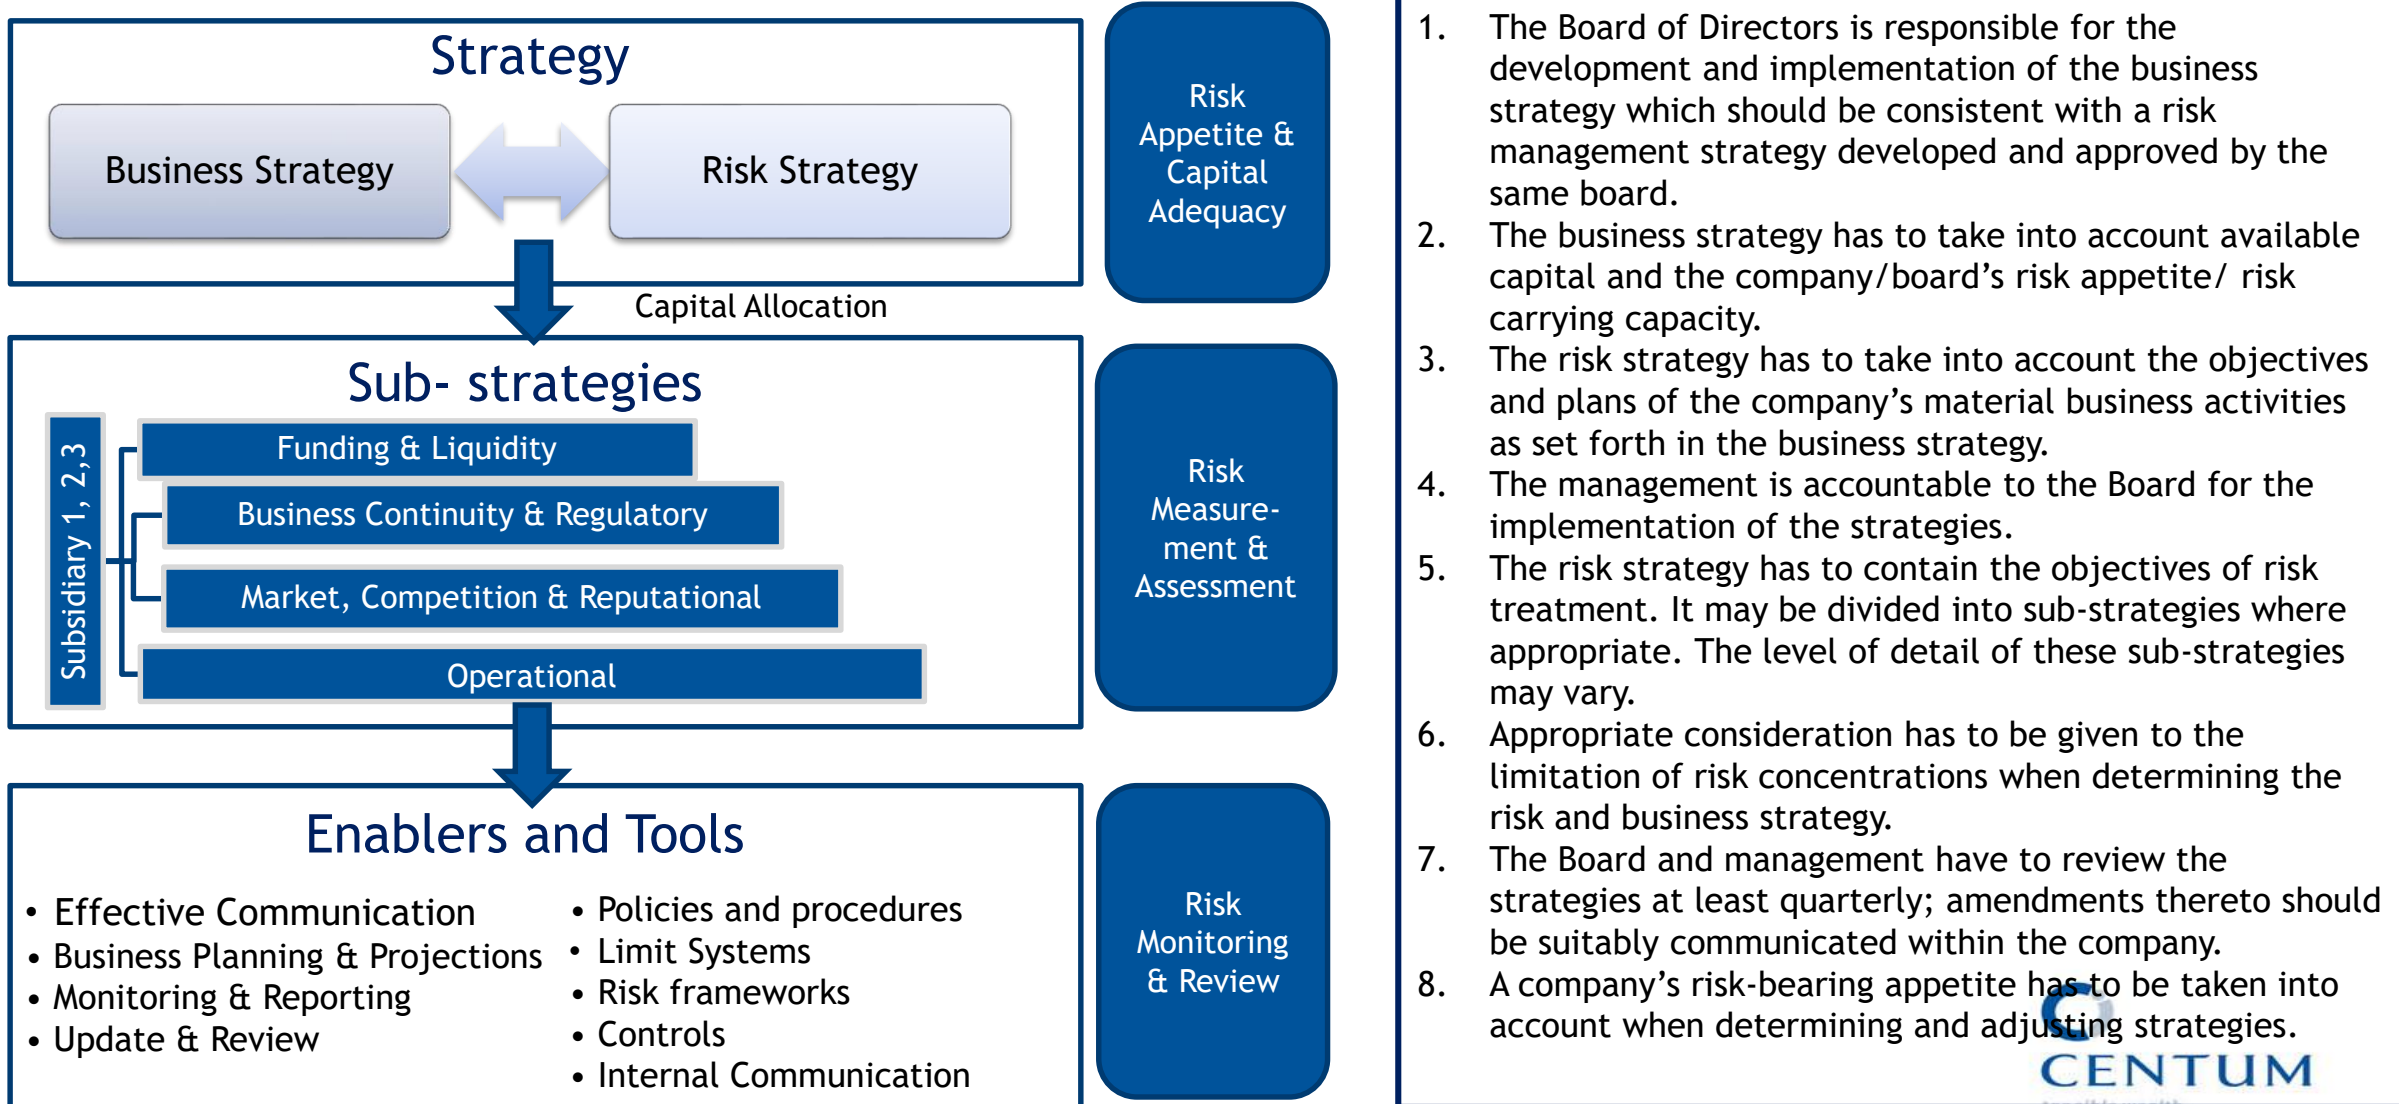 Strategy
Business Strategy
Risk Strategy
Capital Allocation
Risk
Appetite &
Capital
Adequacy
Sub- strategies
Subsidiary 1, 2,3
Funding & Liquidity
Business Continuity & Regulatory
Market, Competition & Reputational
Operational
Risk
Measure-
ment &
Assessment
Enablers and Tools
• Effective Communication
• Business Planning & Projections
• Monitoring & Reporting
• Update & Review
• Policies and procedures
• Limit Systems
• Risk frameworks
• Controls
• Internal Communication
Risk
Monitoring
& Review
1. The Board of Directors is responsible for the
development and implementation of the business
strategy which should be consistent with a risk
management strategy developed and approved by the
same board.
2. The business strategy has to take into account available
capital and the company/board’s risk appetite/ risk
carrying capacity.
3. The risk strategy has to take into account the objectives
and plans of the company’s material business activities
as set forth in the business strategy.
4. The management is accountable to the Board for the
implementation of the strategies.
5. The risk strategy has to contain the objectives of risk
treatment. It may be divided into sub-strategies where
appropriate. The level of detail of these sub-strategies
may vary.
6. Appropriate consideration has to be given to the
limitation of risk concentrations when determining the
risk and business strategy.
7. The Board and management have to review the
strategies at least quarterly; amendments thereto should
be suitably communicated within the company.
8. A company’s risk-bearing appetite has to be taken into
account when determining and adjusting strategies.
CENTUM